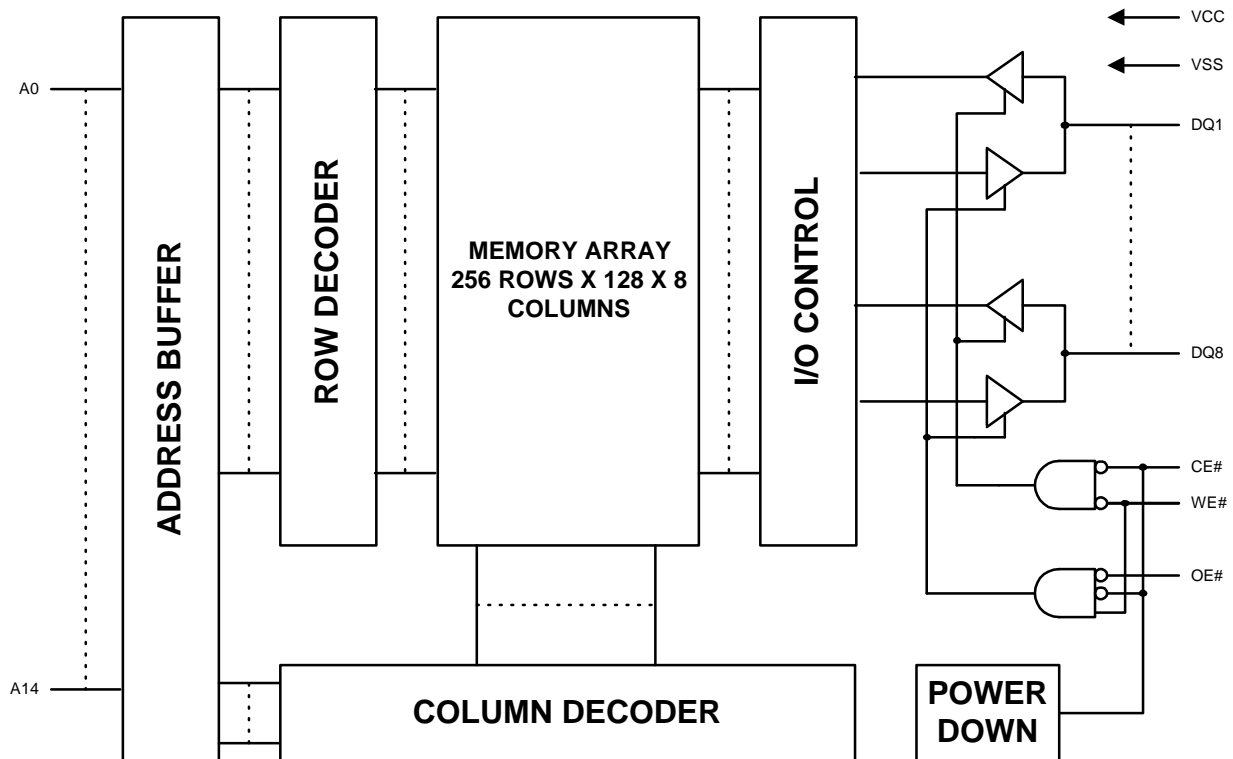 VCC
VSS
A0
DQ1
ADDRESS BUFFER
ROW DECODER
MEMORY ARRAY
256 ROWS X 128 X 8
COLUMNS
I/O CONTROL
DQ8
CE#
WE#
OE#
A14
COLUMN DECODER
POWER
DOWN